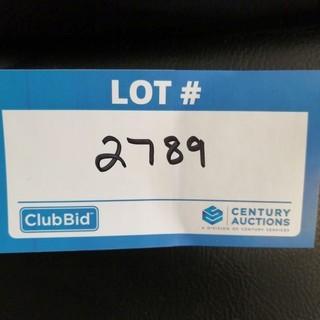 LOT #
2789
ClubBid
CENTURY
AUCTIONS
A DIVISION OF CENTURY SERVICES